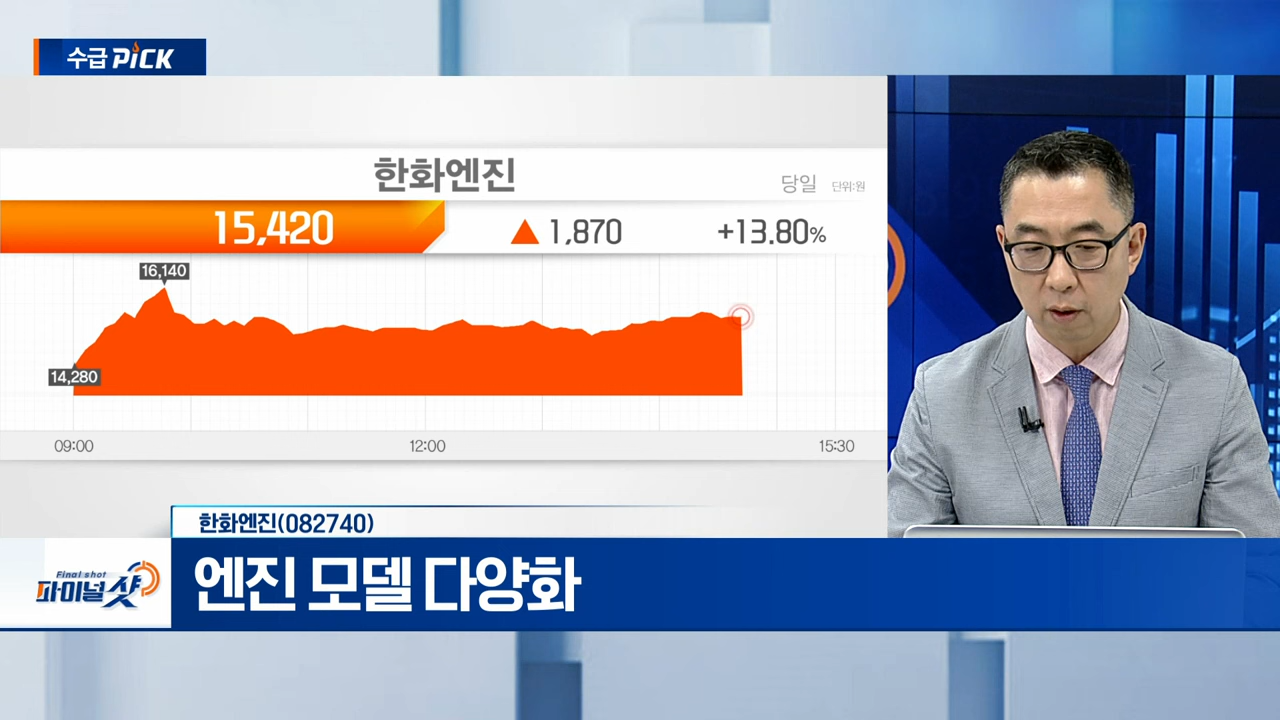 수급 PiCK
한화엔진
당일 단위:원
15,420 ▲ 1,870 +13.80%
16,140
14,280
09:00 12:00 15:30
한화엔진(082740)
Final shot
파이널샷
엔진 모델 다양화